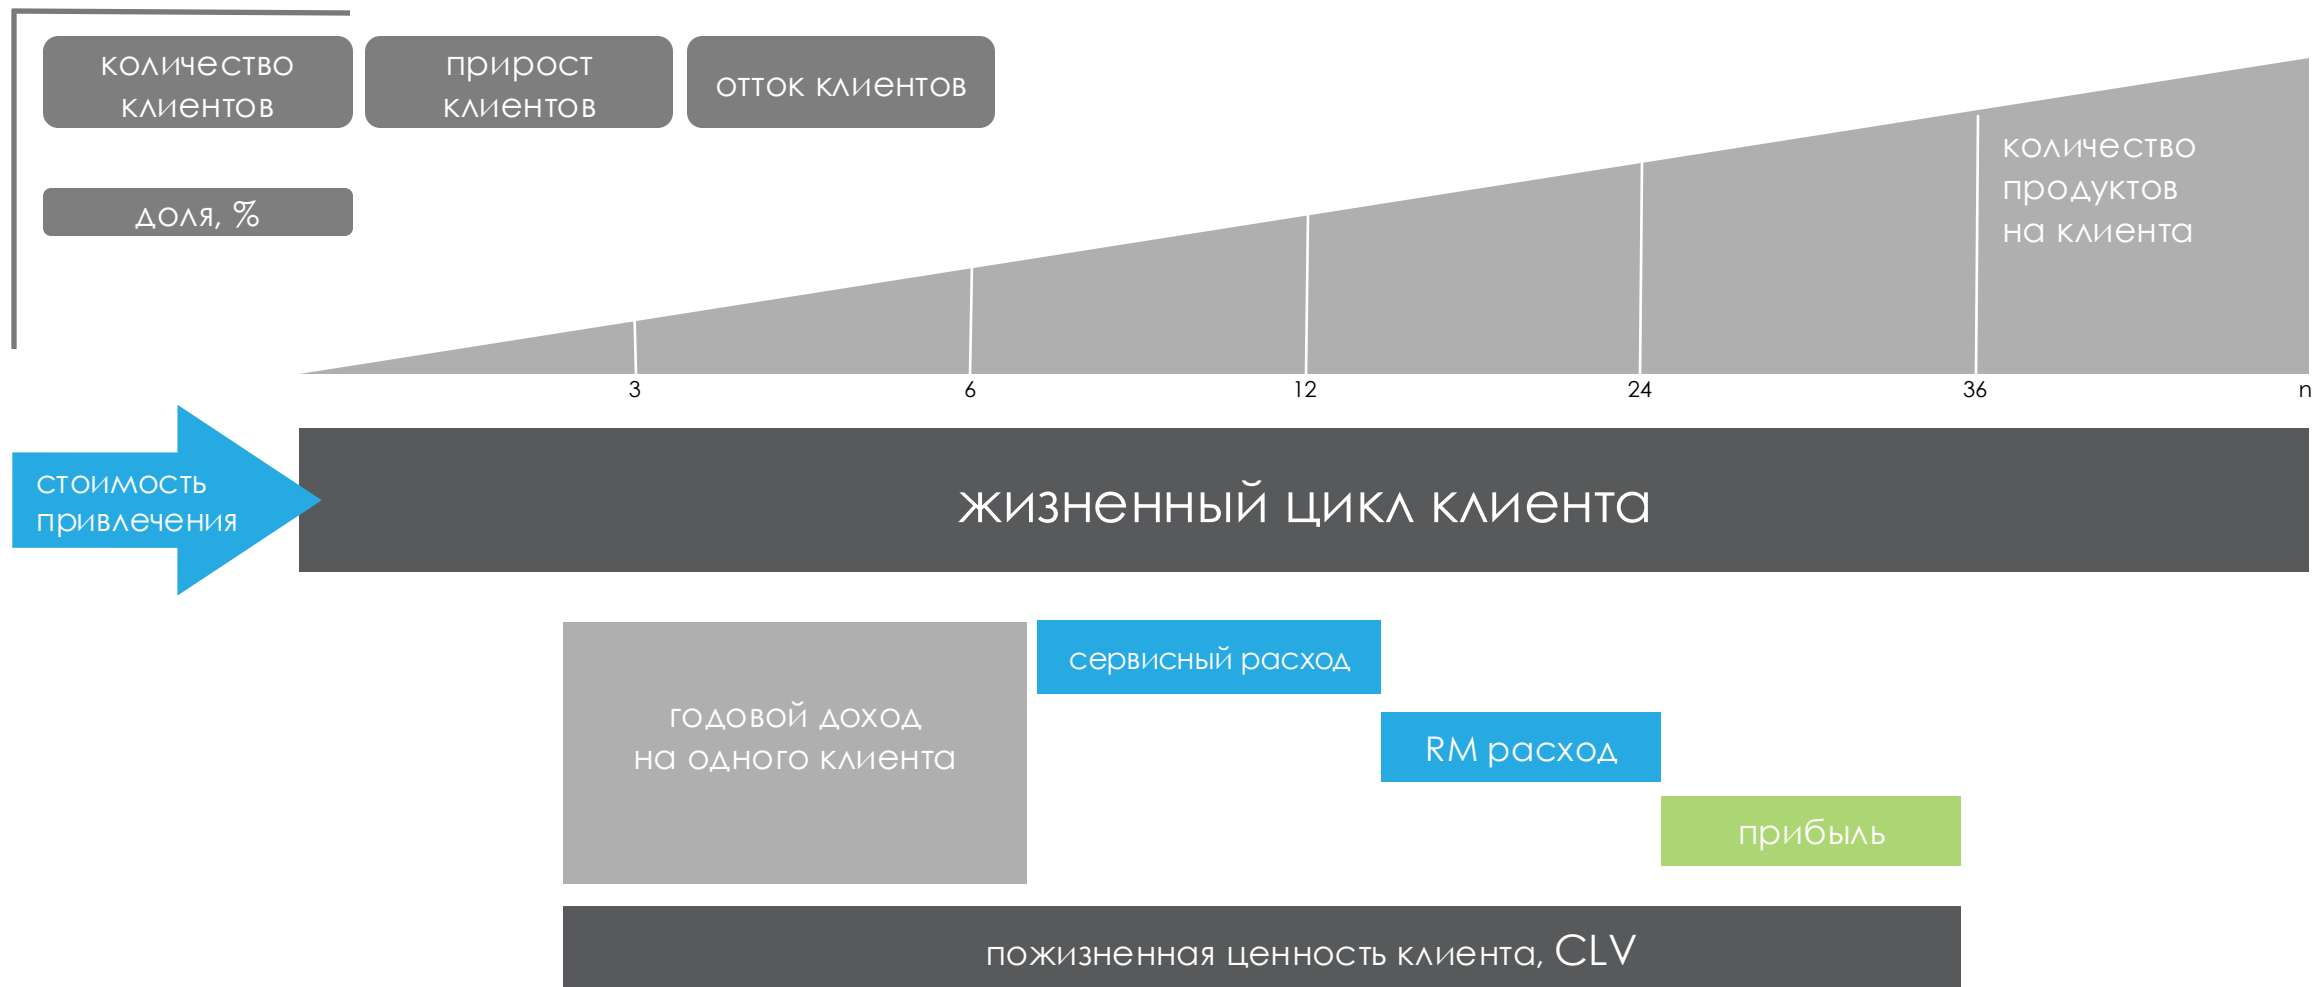 количество
клиентов
прирост
клиентов
отток клиентов
доля, %
количество
продуктов
на клиента
3
6
12
24
36
n
стоимость
привлечения
жизненный цикл клиента
годовой доход
на одного клиента
сервисный расход
RM расход
прибыль
пожизненная ценность клиента, CLV